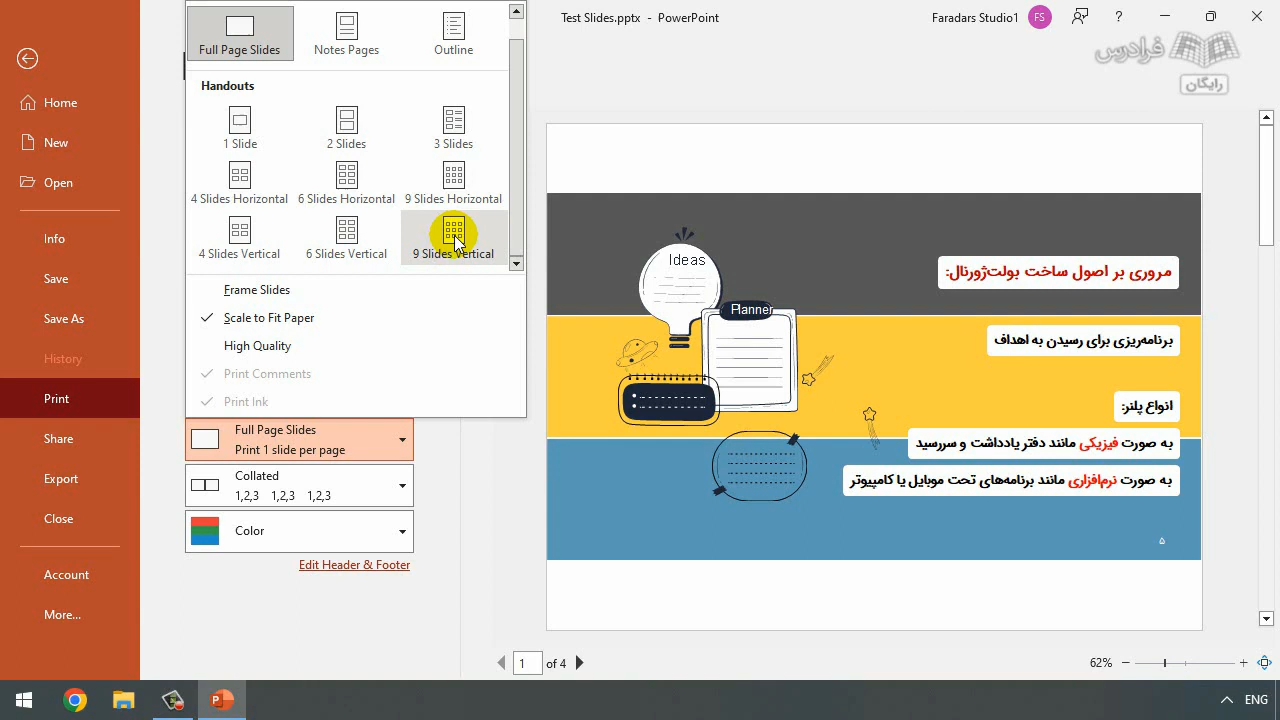 Test Slides.pptx - PowerPoint
Faradars Studio1
FS
?
فرادرس
رایگان
Home
New
Open
Info
Save
Save As
History
Print
Share
Export
Close
Account
More...
Full Page Slides
Notes Pages
Outline
Handouts
1 Slide
2 Slides
3 Slides
4 Slides Horizontal
6 Slides Horizontal
9 Slides Horizontal
4 Slides Vertical
6 Slides Vertical
9 Slides Vertical
Frame Slides
Scale to Fit Paper
High Quality
Print Comments
Print Ink
Full Page Slides
Print 1 slide per page
Collated
1,2,3 1,2,3 1,2,3
Color
Edit Header & Footer
Ideas
Planner
مروری بر اصول ساخت بولت‌ژورنال:
برنامه‌ریزی برای رسیدن به اهداف
انواع پلنر:
به صورت فیزیکی مانند دفتر یادداشت و سررسید
به صورت نرم‌افزاری مانند برنامه‌های تحت موبایل یا کامپیوتر
۵
1 of 4
62%
ENG